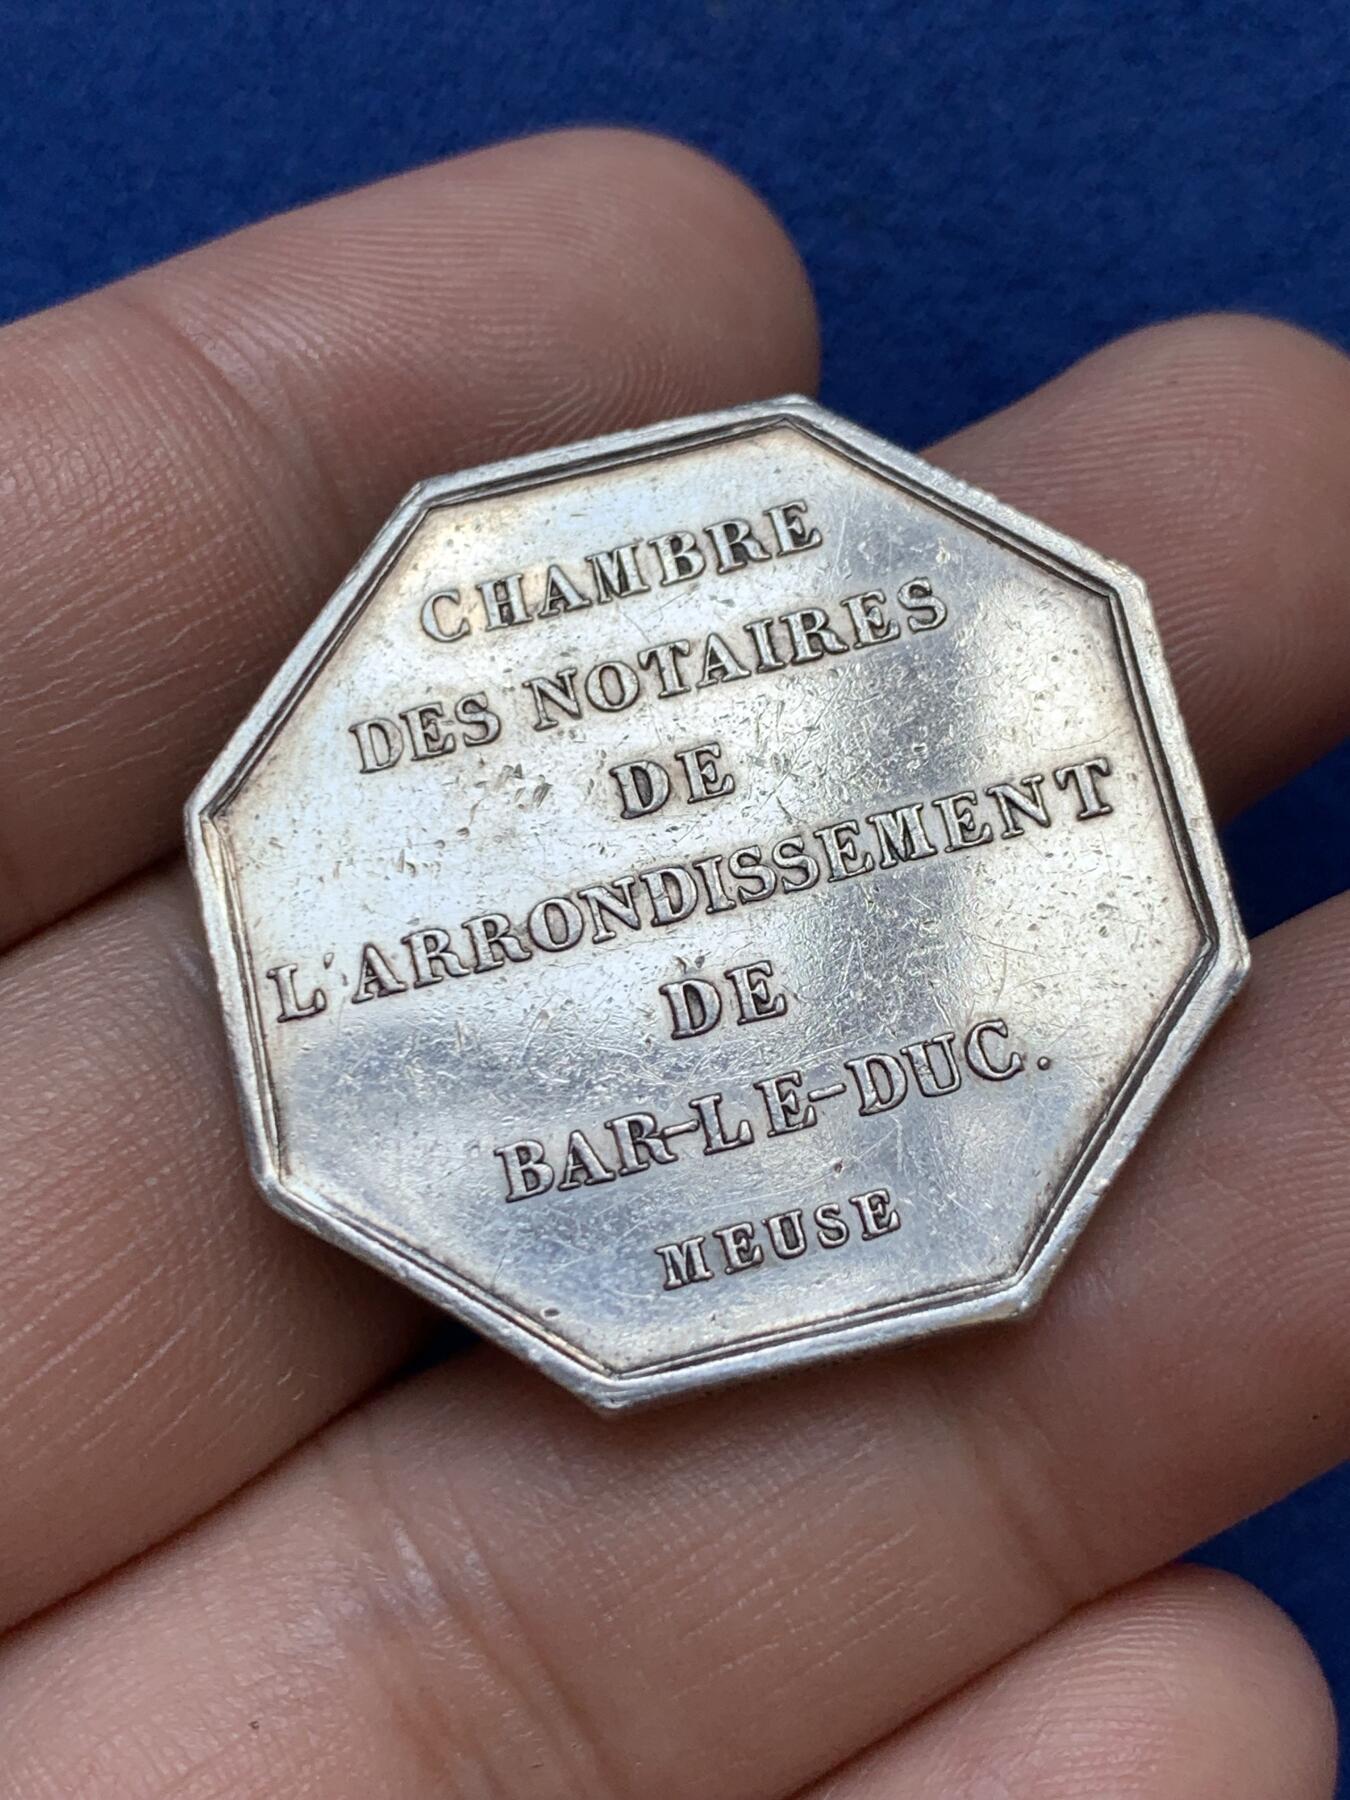 CHAMBRE
DES NOTAIRES
DE
L'ARRONDISSEMENT
DE
BAR-LE-DUC.
MEUSE